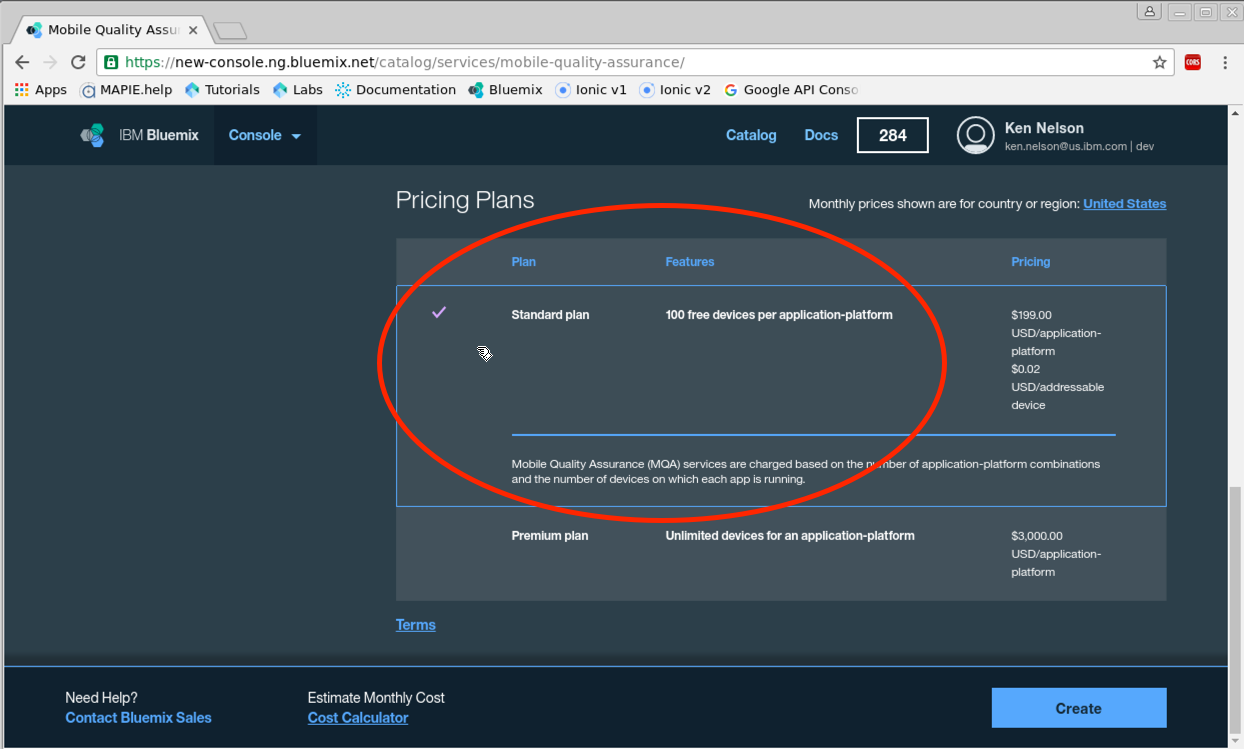 Mobile Quality Assu
https://new-console.ng.bluemix.net/catalog/services/mobile-quality-assurance/
CORS
Apps MAPIE.help Tutorials Labs Documentation Bluemix Ionic v1 Ionic v2 Google API Conso
IBM Bluemix Console Catalog Docs 284 Ken Nelson
ken.nelson@us.ibm.com | dev
Pricing Plans
Monthly prices shown are for country or region: United States
Plan Features Pricing
Standard plan 100 free devices per application-platform $199.00
USD/application-
platform
$0.02
USD/addressable
device
Mobile Quality Assurance (MQA) services are charged based on the number of application-platform combinations
and the number of devices on which each app is running.
Premium plan Unlimited devices for an application-platform $3,000.00
USD/application-
platform
Terms
Need Help? Estimate Monthly Cost
Contact Bluemix Sales Cost Calculator
Create